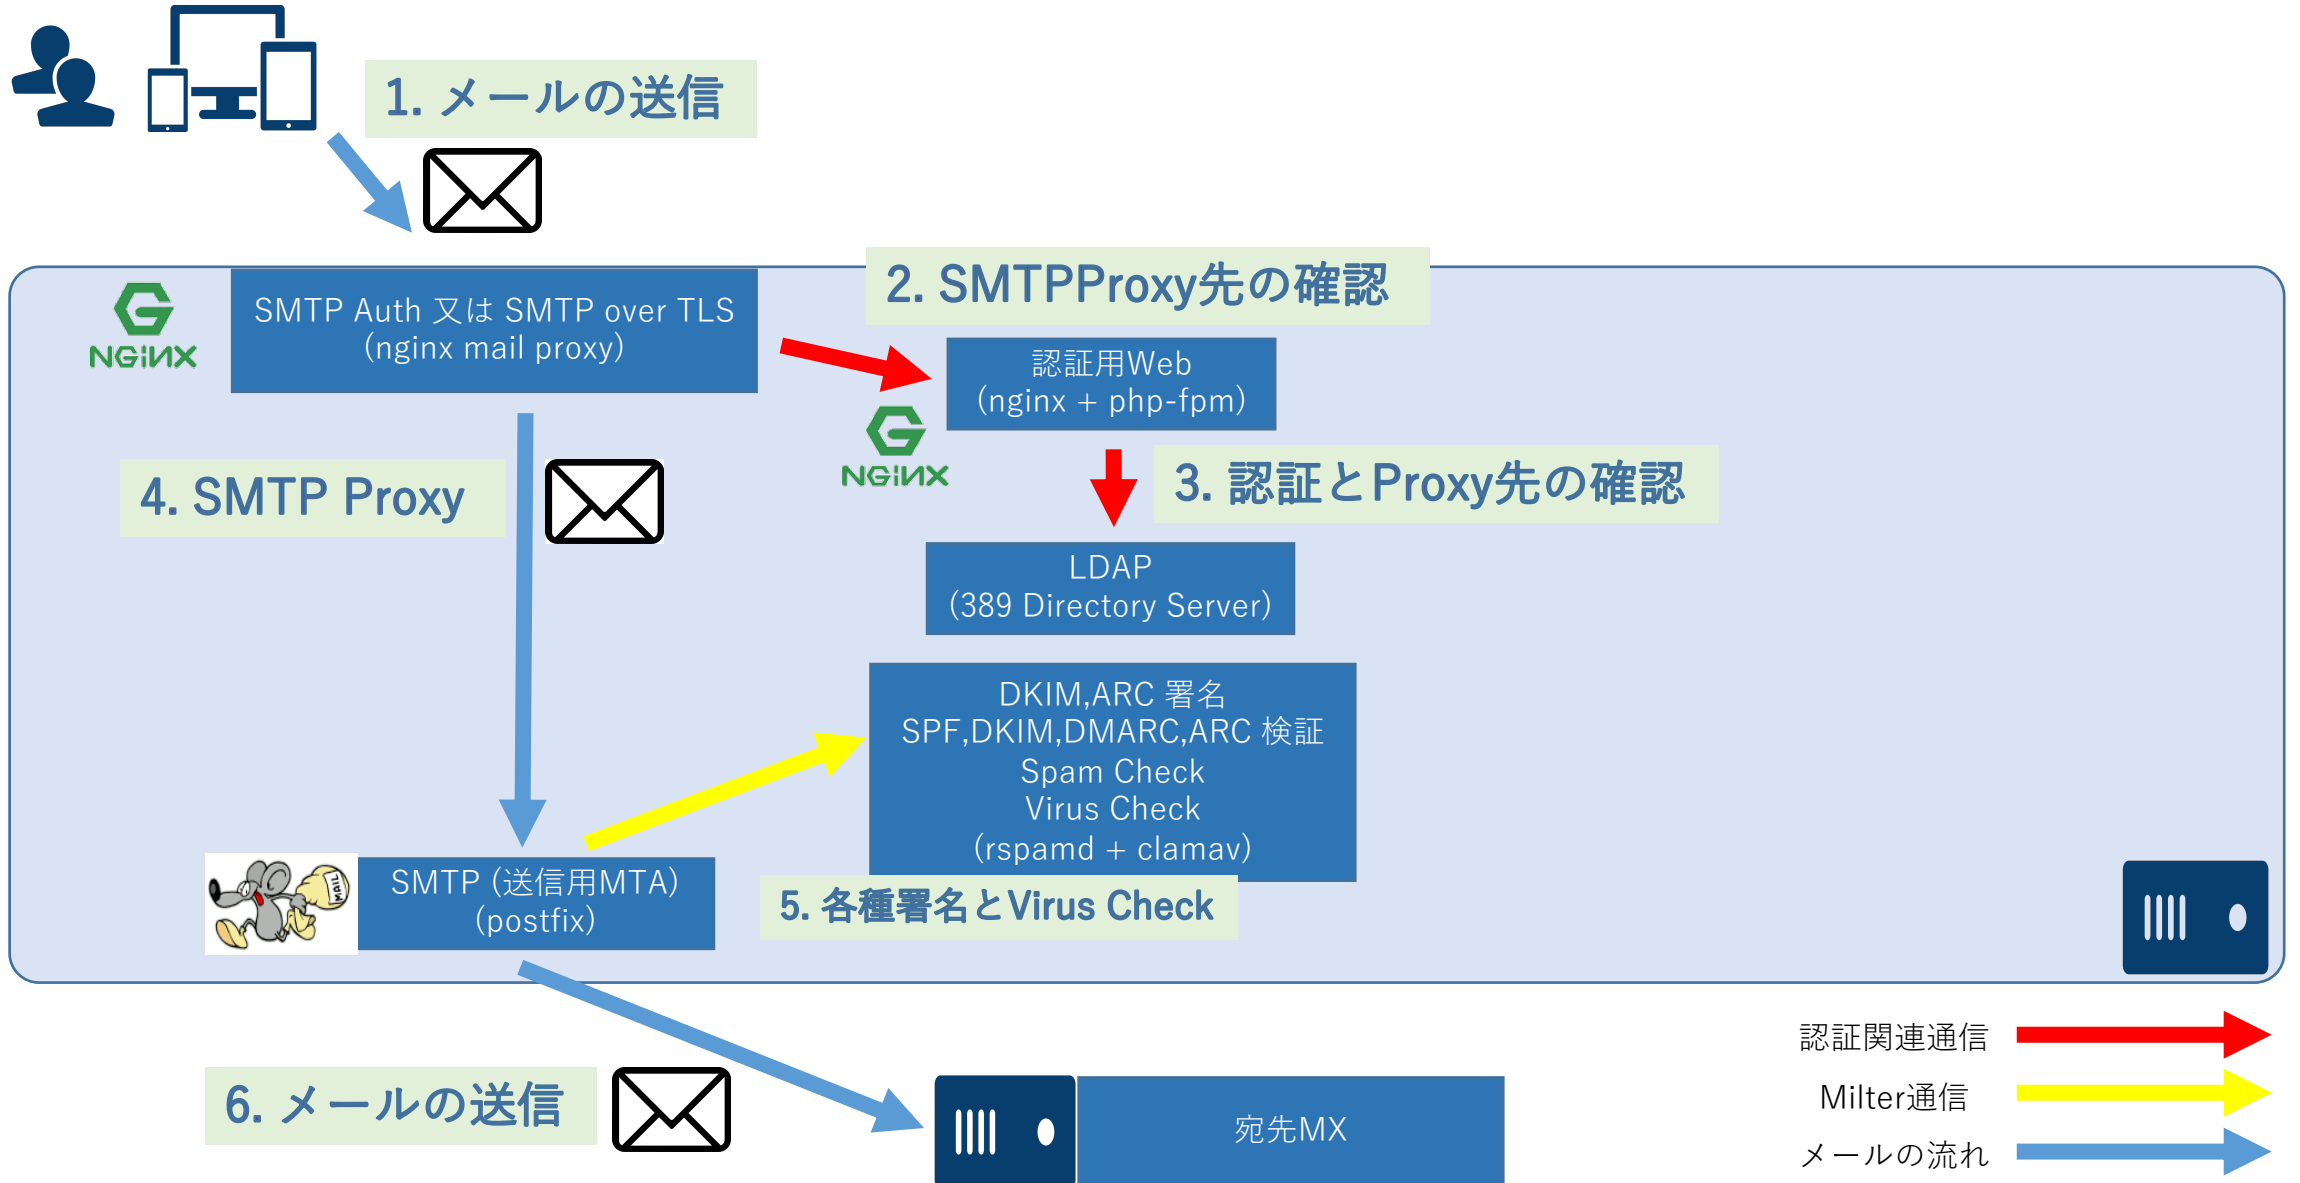 1. メールの送信
2. SMTPProxy先の確認
SMTP Auth 又は SMTP over TLS
(nginx mail proxy)
NGiNX
認証用Web
(nginx + php-fpm)
NGiNX
3. 認証とProxy先の確認
4. SMTP Proxy
LDAP
(389 Directory Server)
DKIM,ARC 署名
SPF,DKIM,DMARC,ARC 検証
Spam Check
Virus Check
(rspamd + clamav)
MAIL
SMTP (送信用MTA)
(postfix)
5. 各種署名とVirus Check
6. メールの送信
宛先MX
認証関連通信
Milter通信
メールの流れ